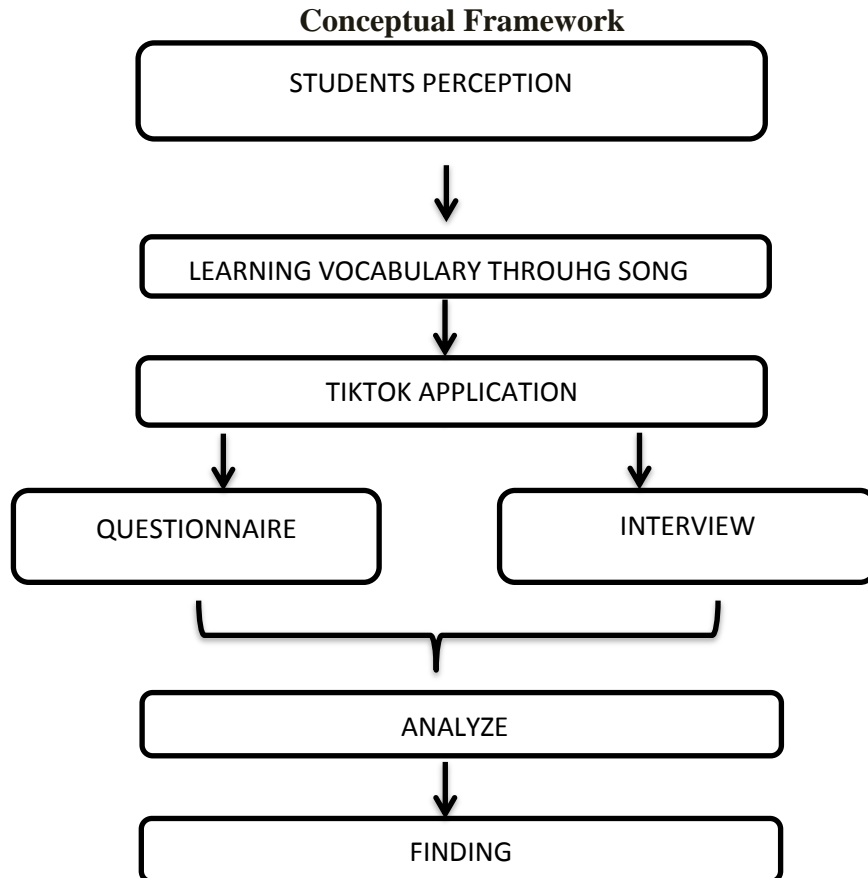 Conceptual Framework
STUDENTS PERCEPTION
LEARNING VOCABULARY THROUHG SONG
TIKTOK APPLICATION
QUESTIONNAIRE
INTERVIEW
ANALYZE
FINDING